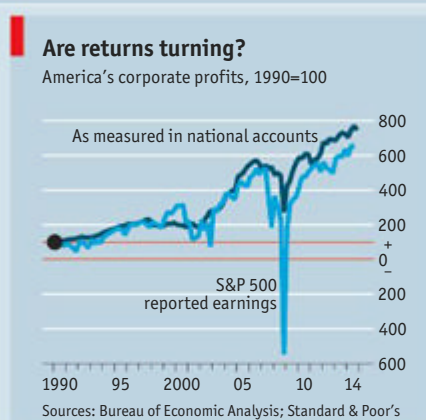 Are returns turning?
America's corporate profits, 1990=100
800
As measured in national accounts
600
400
200
+
0
–
S&P 500
reported earnings
200
400
600
1990 95 2000 05 10 14
Sources: Bureau of Economic Analysis; Standard & Poor's